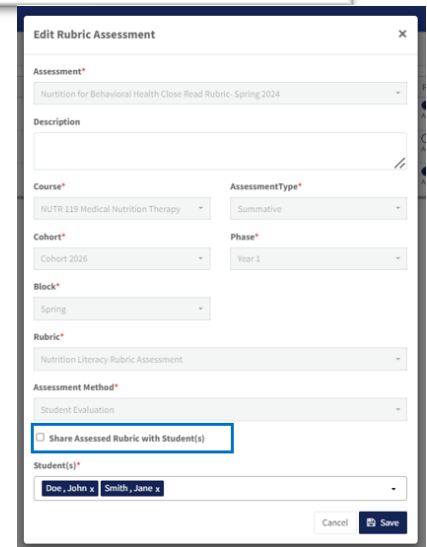 Edit Rubric Assessment ×
Assessment*
Nurtition for Behavioral Health Close Read Rubric- Spring 2024
Description
Course* AssessmentType*
NUTR 119 Medical Nutrition Therapy Summative
Cohort* Phase*
Cohort 2026 Year 1
Block*
Spring
Rubric*
Nutrition Literacy Rubric Assessment
Assessment Method*
Student Evaluation
Share Assessed Rubric with Student(s)
Student(s)*
Doe , John x Smith , Jane x
Cancel Save